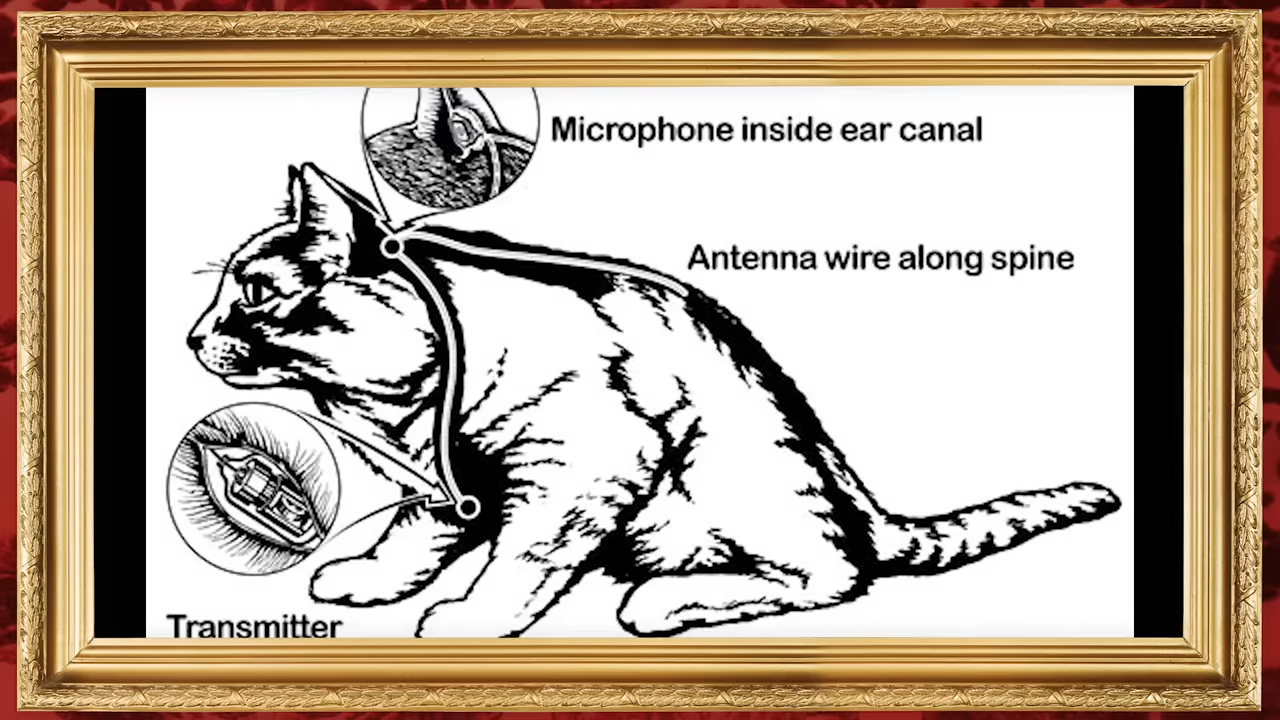 Microphone inside ear canal
Antenna wire along spine
Transmitter